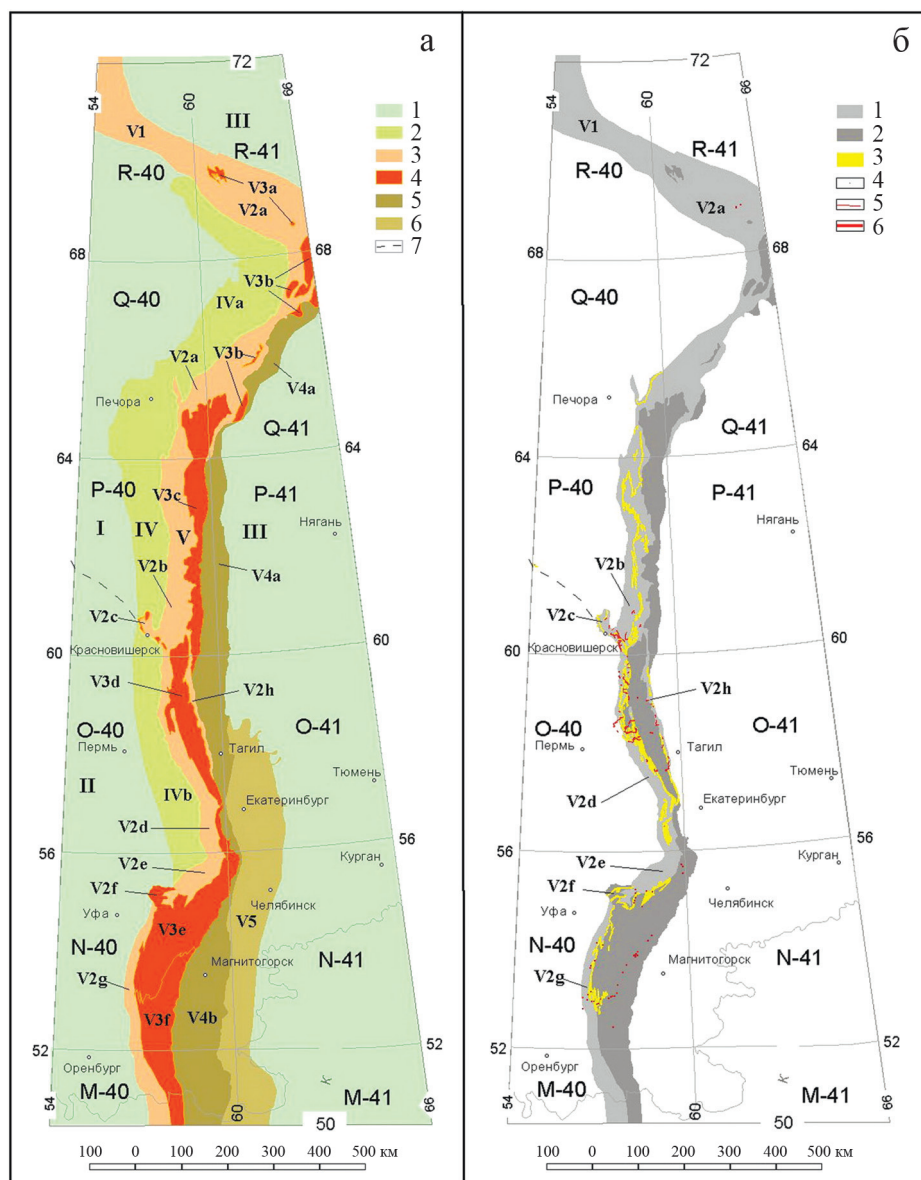 а
72
66
60
54
1
2
3
4
5
6
7
V1
III
R-41
R-40
V3a
V2a
68
68
V3b
Q-40
IVa
V3b
V2a
V4a
Печора
Q-41
64
64
P-40
V3c
P-41
I
IV
V
III
Нягань
V2b
V4a
V2c
60
Красновишерск
60
V3d
V2h
O-40
O-41
Пермь
Тагил
Тюмень
II
IVb
Екатеринбург
V2d
56
56
V2e
Курган
V2f
Челябинск
Уфа
V3e
V5
N-40
Магнитогорск
N-41
V2g
V3f
V4b
52
52
Оренбург
К
M-40
M-41
54
60
50
66
100 0 100 200 300 400 500 км
б
72
66
60
54
1
2
3
4
5
6
V1
R-41
R-40
V2a
68
68
Q-40
Печора
Q-41
64
64
P-40
P-41
Нягань
V2b
V2c
60
Красновишерск
60
V2h
O-40
O-41
Пермь
Тагил
Тюмень
Екатеринбург
V2d
56
56
V2e
Курган
V2f
Челябинск
Уфа
N-40
Магнитогорск
N-41
V2g
52
52
Оренбург
К
M-40
M-41
54
60
50
66
100 0 100 200 300 400 500 км